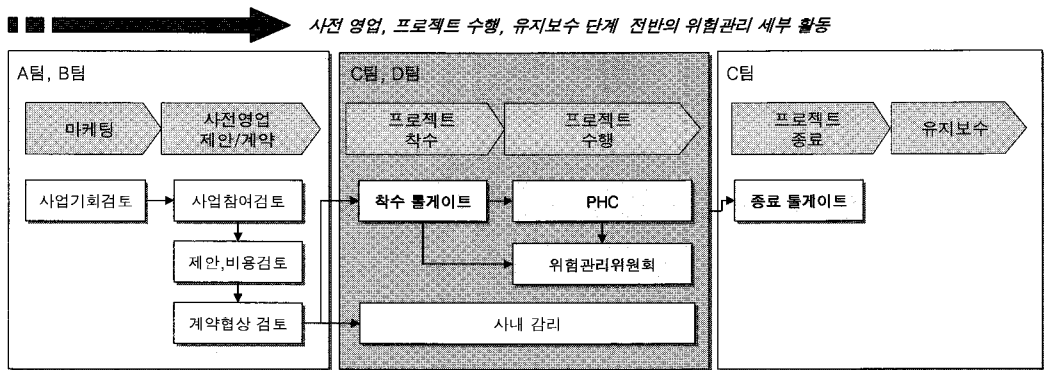 사전 영업, 프로젝트 수행, 유지보수 단계 전반의 위험관리 세부 활동
A팀, B팀
마케팅
사전영업
제안/계약
사업기회검토
사업참여검토
제안,비용검토
계약협상 검토
C팀, D팀
프로젝트
착수
프로젝트
수행
착수 톨게이트
PHC
위험관리위원회
사내 감리
C팀
프로젝트
종료
유지보수
종료 톨게이트